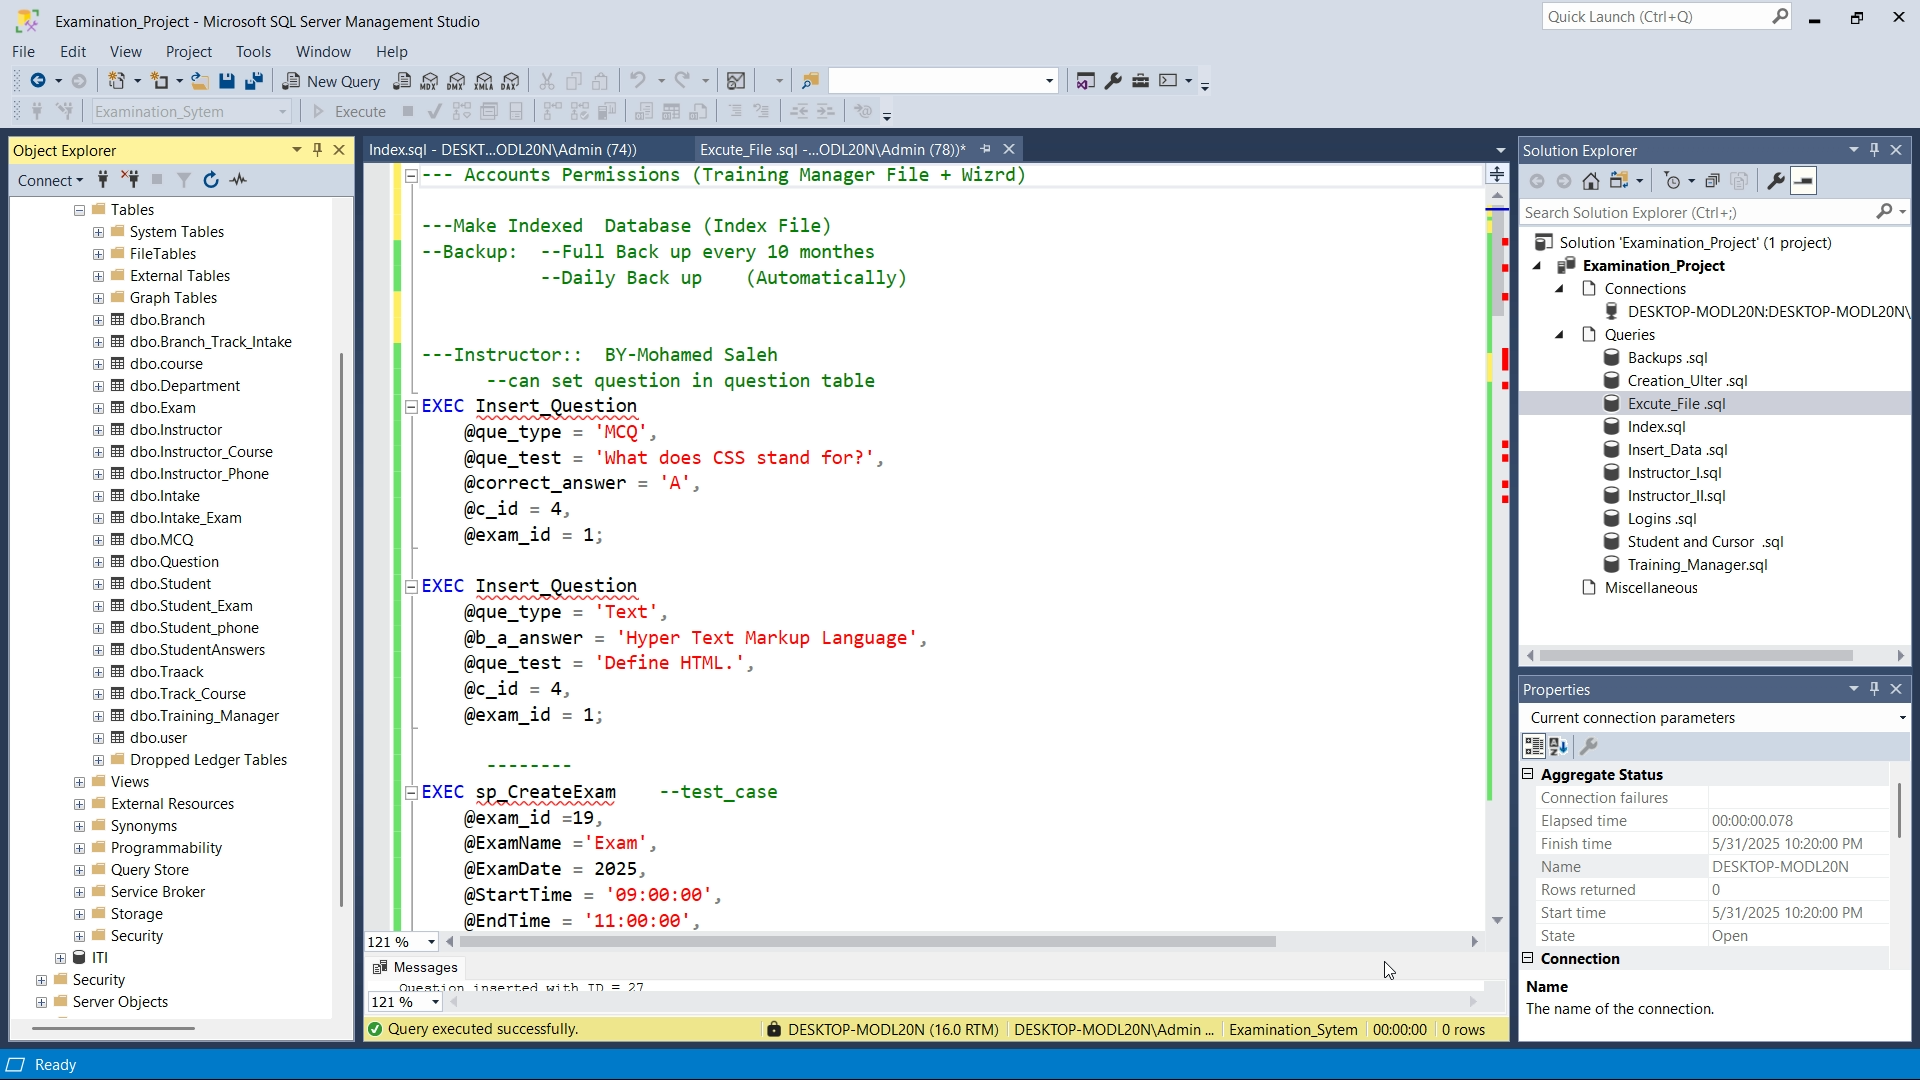 Examination_Project - Microsoft SQL Server Management Studio
Quick Launch (Ctrl+Q)
File Edit View Project Tools Window Help
New Query MDX DMX XMLA DAX
Examination_Sytem Execute
Object Explorer
Connect
Tables
System Tables
FileTables
External Tables
Graph Tables
dbo.Branch
dbo.Branch_Track_Intake
dbo.course
dbo.Department
dbo.Exam
dbo.Instructor
dbo.Instructor_Course
dbo.Instructor_Phone
dbo.Intake
dbo.Intake_Exam
dbo.MCQ
dbo.Question
dbo.Student
dbo.Student_Exam
dbo.Student_phone
dbo.StudentAnswers
dbo.Traack
dbo.Track_Course
dbo.Training_Manager
dbo.user
Dropped Ledger Tables
Views
External Resources
Synonyms
Programmability
Query Store
Service Broker
Storage
Security
ITI
Security
Server Objects
Index.sql - DESKT...ODL20N\Admin (74))
Excute_File .sql -...ODL20N\Admin (78))*
--- Accounts Permissions (Training Manager File + Wizrd)
---Make Indexed  Database (Index File)
--Backup:  --Full Back up every 10 monthes
--Daily Back up    (Automatically)
---Instructor::  BY-Mohamed Saleh
--can set question in question table
EXEC Insert_Question
@que_type = 'MCQ',
@que_test = 'What does CSS stand for?',
@correct_answer = 'A',
@c_id = 4,
@exam_id = 1;
EXEC Insert_Question
@que_type = 'Text',
@b_a_answer = 'Hyper Text Markup Language',
@que_test = 'Define HTML.',
@c_id = 4,
@exam_id = 1;
--------
EXEC sp_CreateExam    --test_case
@exam_id =19,
@ExamName ='Exam',
@ExamDate = 2025,
@StartTime = '09:00:00',
@EndTime = '11:00:00',
121 %
Messages
Question inserted with ID = 27
121 %
Query executed successfully.
DESKTOP-MODL20N (16.0 RTM) DESKTOP-MODL20N\Admin ... Examination_Sytem 00:00:00 0 rows
Solution Explorer
Search Solution Explorer (Ctrl+;)
Solution 'Examination_Project' (1 project)
Examination_Project
Connections
DESKTOP-MODL20N:DESKTOP-MODL20N\
Queries
Backups .sql
Creation_Ulter .sql
Excute_File .sql
Index.sql
Insert_Data .sql
Instructor_I.sql
Instructor_II.sql
Logins .sql
Student and Cursor  .sql
Training_Manager.sql
Miscellaneous
Properties
Current connection parameters
Aggregate Status
Connection failures
Elapsed time 00:00:00.078
Finish time 5/31/2025 10:20:00 PM
Name DESKTOP-MODL20N
Rows returned 0
Start time 5/31/2025 10:20:00 PM
State Open
Connection
Name
The name of the connection.
Ready